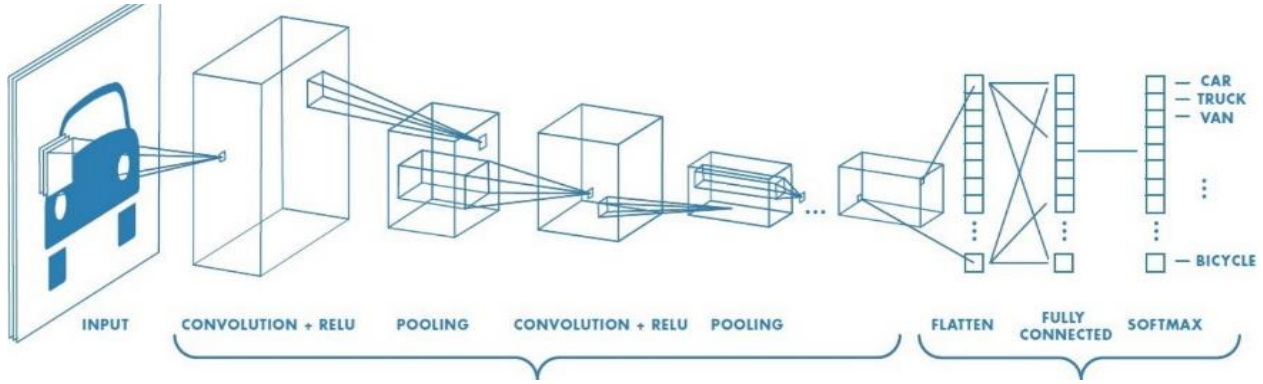 CAR
TRUCK
VAN
BICYCLE
INPUT
CONVOLUTION + RELU
POOLING
CONVOLUTION + RELU
POOLING
FLATTEN
FULLY
CONNECTED
SOFTMAX